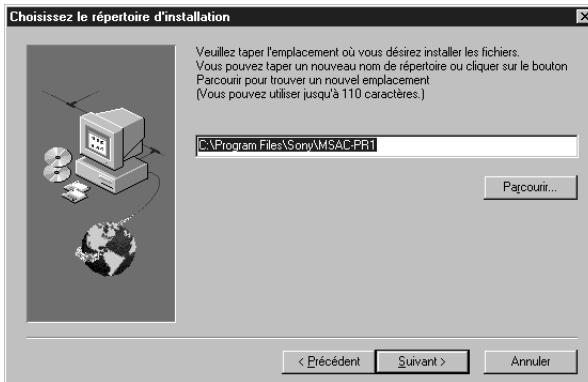 Choisissez le répertoire d'installation
Veuillez taper l'emplacement où vous désirez installer les fichiers.
Vous pouvez taper un nouveau nom de répertoire ou cliquer sur le bouton
Parcourir pour trouver un nouvel emplacement
(Vous pouvez utiliser jusqu'à 110 caractères.)
C:\Program Files\Sony\MSAC-PR1
Parcourir...
< Précédent
Suivant >
Annuler